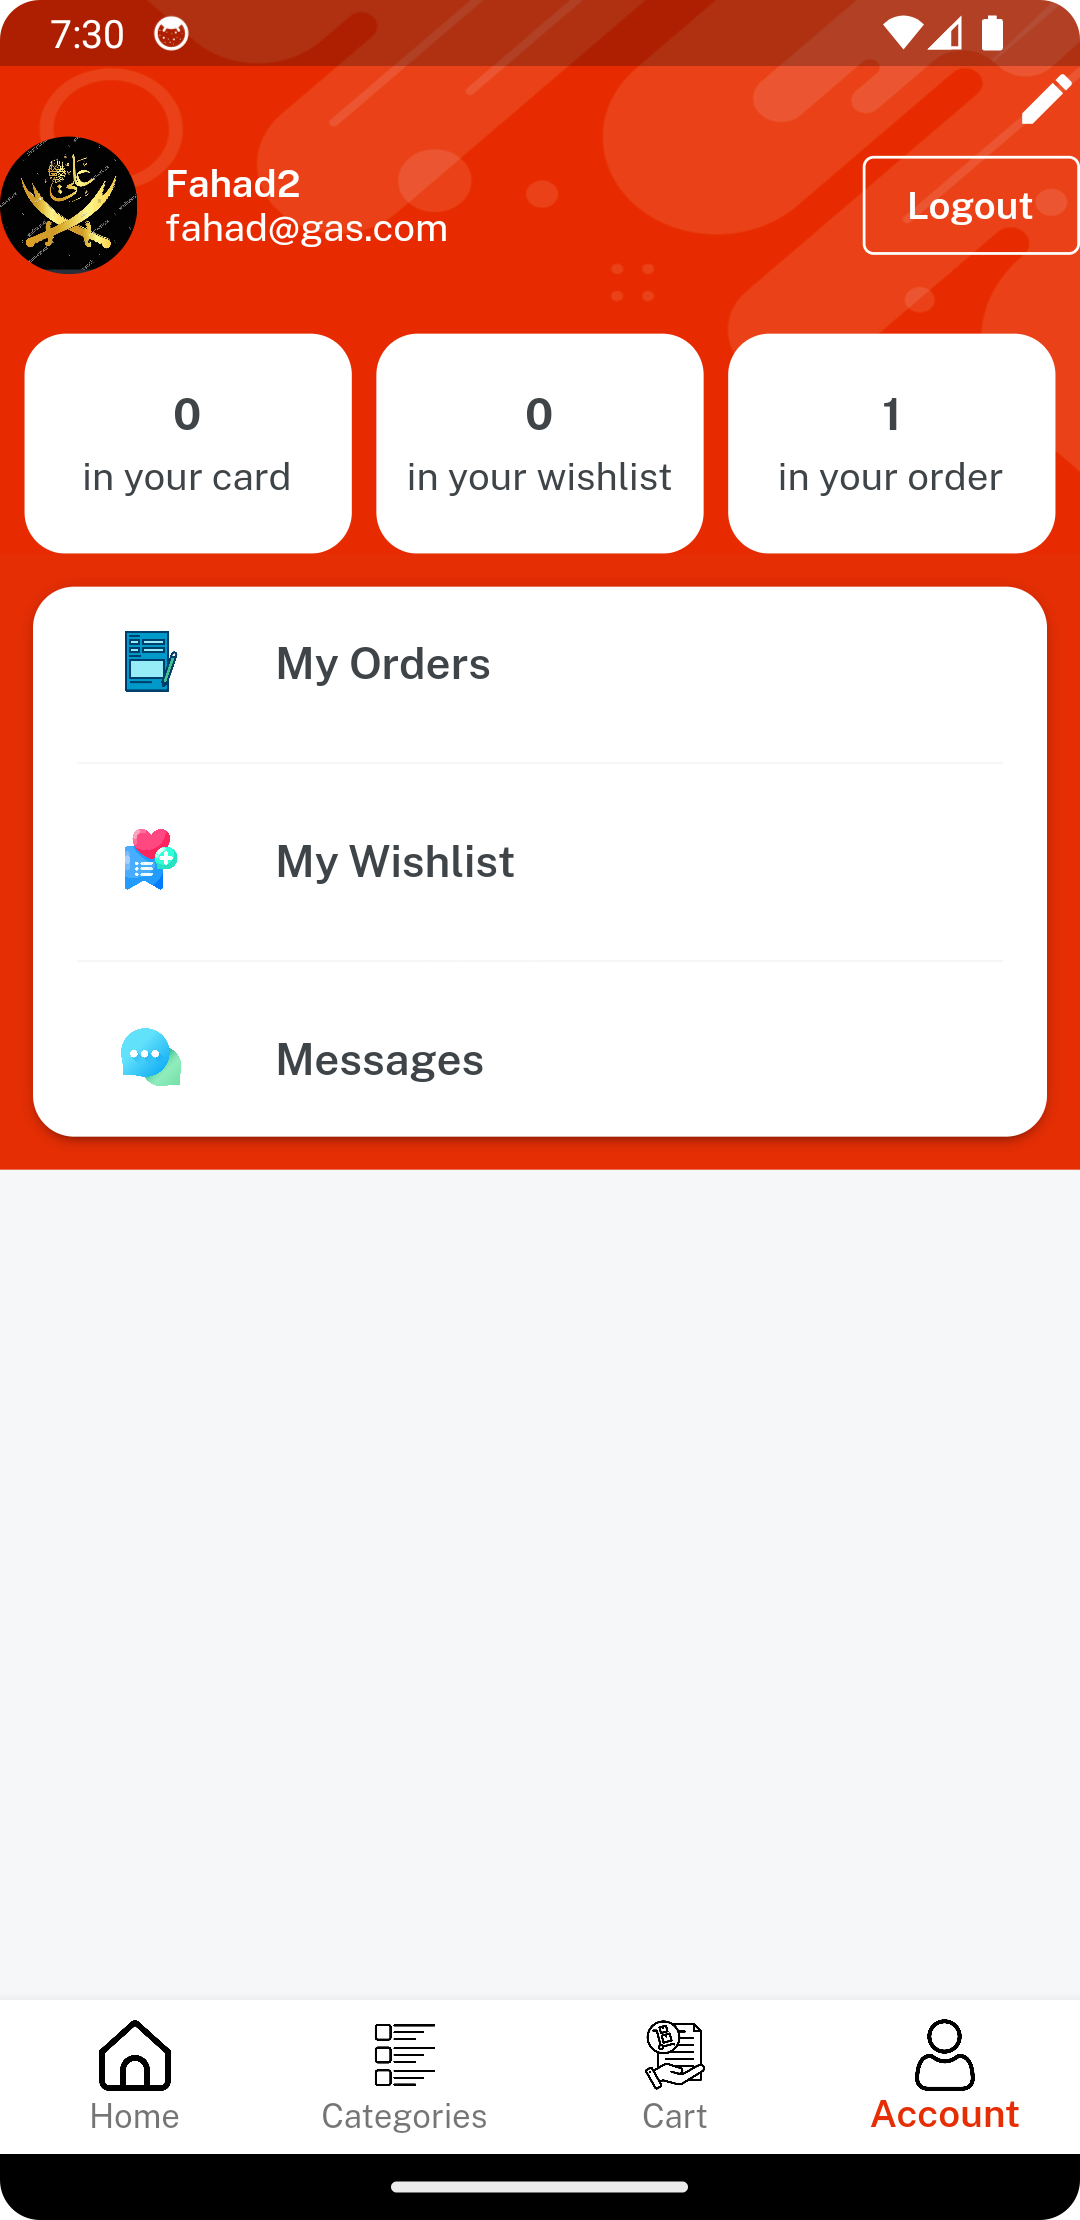 7:30
Fahad2
fahad@gas.com
Logout
علي
0
in your card
0
in your wishlist
1
in your order
My Orders
My Wishlist
Messages
Home
Categories
Cart
Account